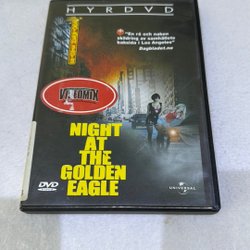 HYRDVD
"En rå och naken
skildring av samhällets
baksida i Los Angeles"
Dagbladet.no
VIDEOMIX
NIGHT
AT THE
GOLDEN
EAGLE
DVD
UNIVERSAL